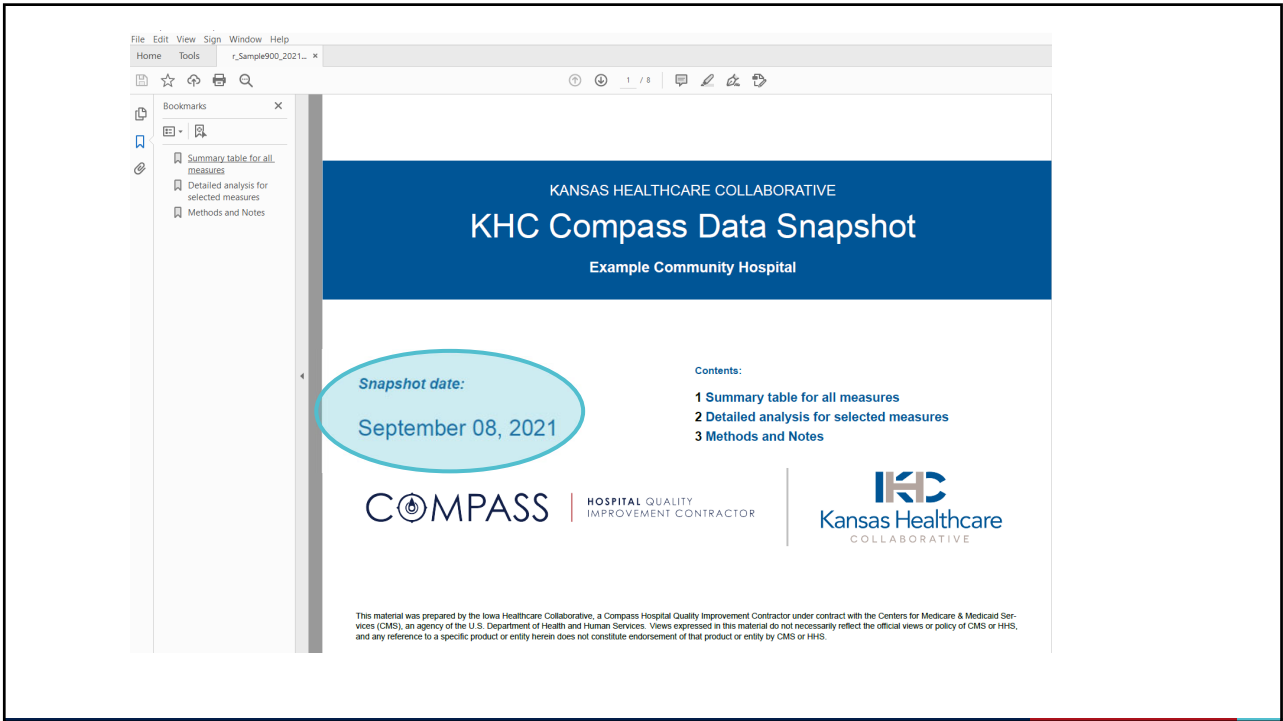 File Edit View Sign Window Help
Home Tools r_Sample900_2021... ×
1 / 8
Bookmarks ×
Summary table for all
measures
Detailed analysis for
selected measures
Methods and Notes
KANSAS HEALTHCARE COLLABORATIVE
KHC Compass Data Snapshot
Example Community Hospital
Snapshot date:
September 08, 2021
Contents:
1 Summary table for all measures
2 Detailed analysis for selected measures
3 Methods and Notes
COMPASS
HOSPITAL QUALITY
IMPROVEMENT CONTRACTOR
KHC
Kansas Healthcare
COLLABORATIVE
This material was prepared by the Iowa Healthcare Collaborative, a Compass Hospital Quality Improvement Contractor under contract with the Centers for Medicare & Medicaid Ser-
vices (CMS), an agency of the U.S. Department of Health and Human Services. Views expressed in this material do not necessarily reflect the official views or policy of CMS or HHS,
and any reference to a specific product or entity herein does not constitute endorsement of that product or entity by CMS or HHS.